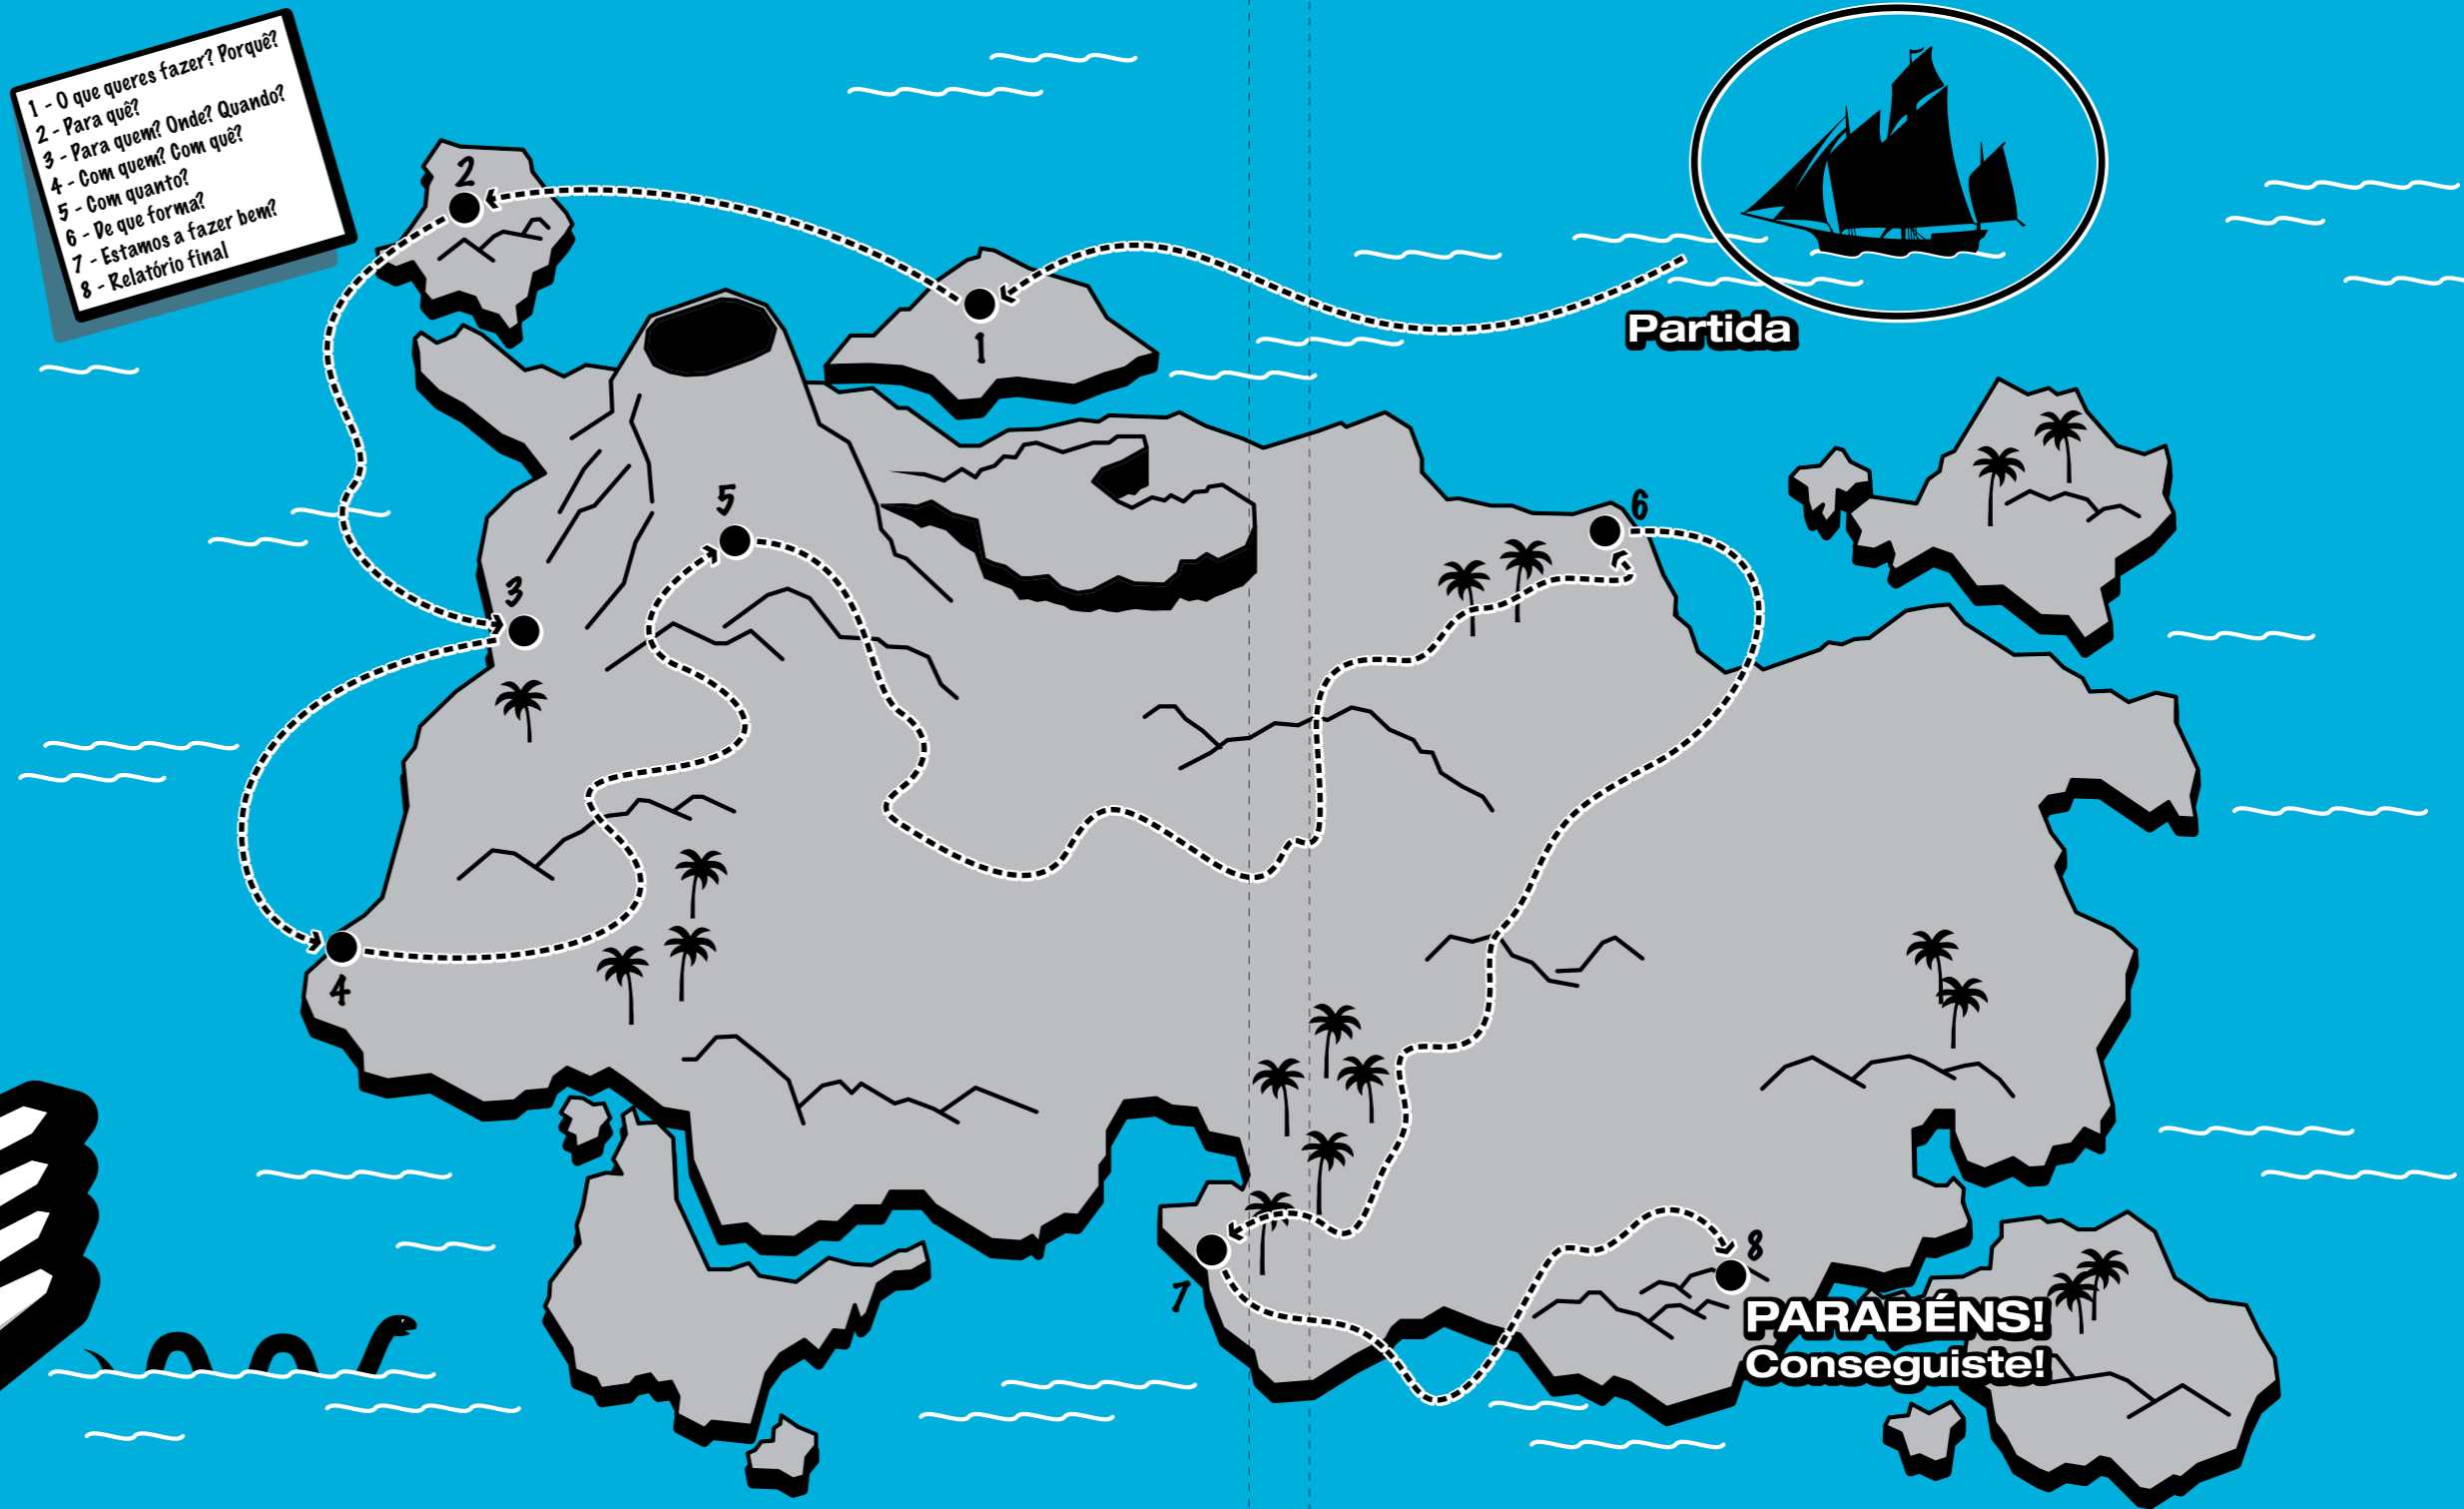 1 - O que queres fazer? Porquê?
2 - Para quê?
3 - Para quem? Onde? Quando?
4 - Com quem? Com quê?
5 - Com quanto?
6 - De que forma?
7 - Estamos a fazer bem?
8 - Relatório final
Partida
1
2
3
4
5
6
7
8
PARABÉNS!
Conseguiste!